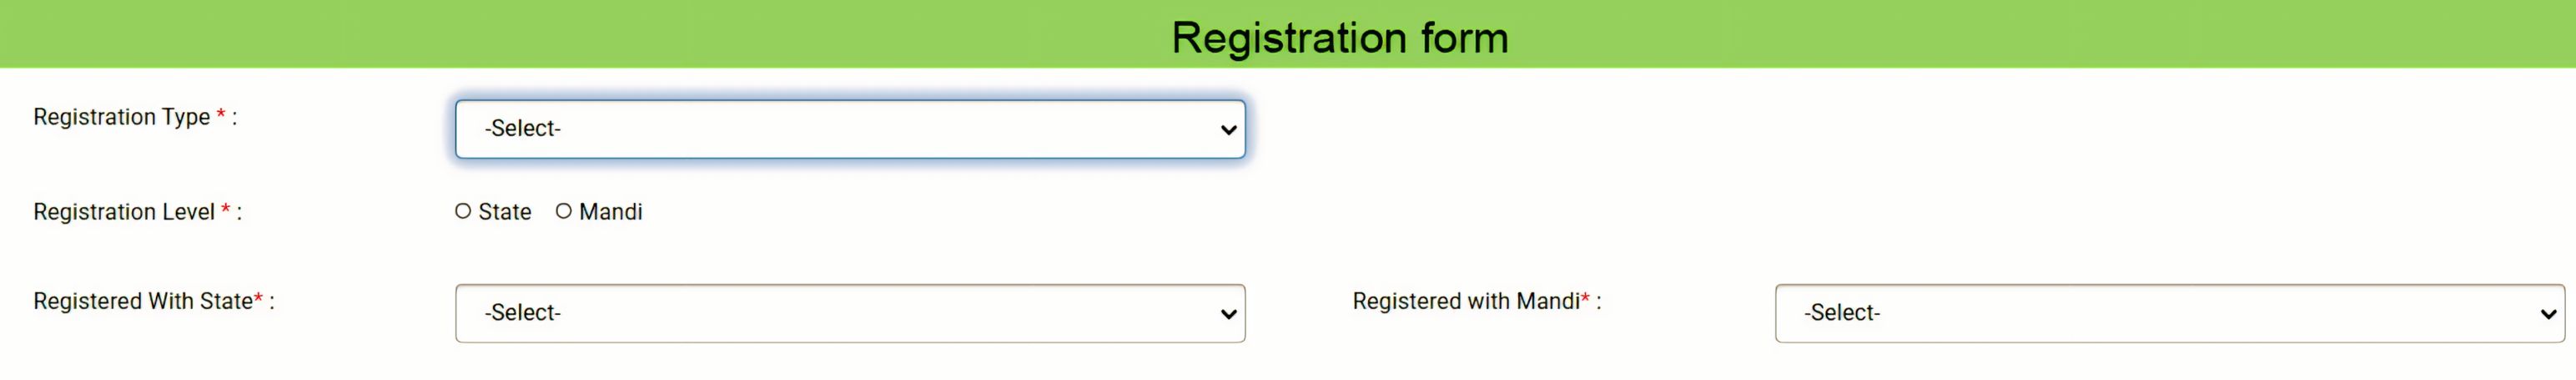 Registration form
Registration Type * :
-Select-
Registration Level * :
State Mandi
Registered With State* :
-Select-
Registered with Mandi* :
-Select-